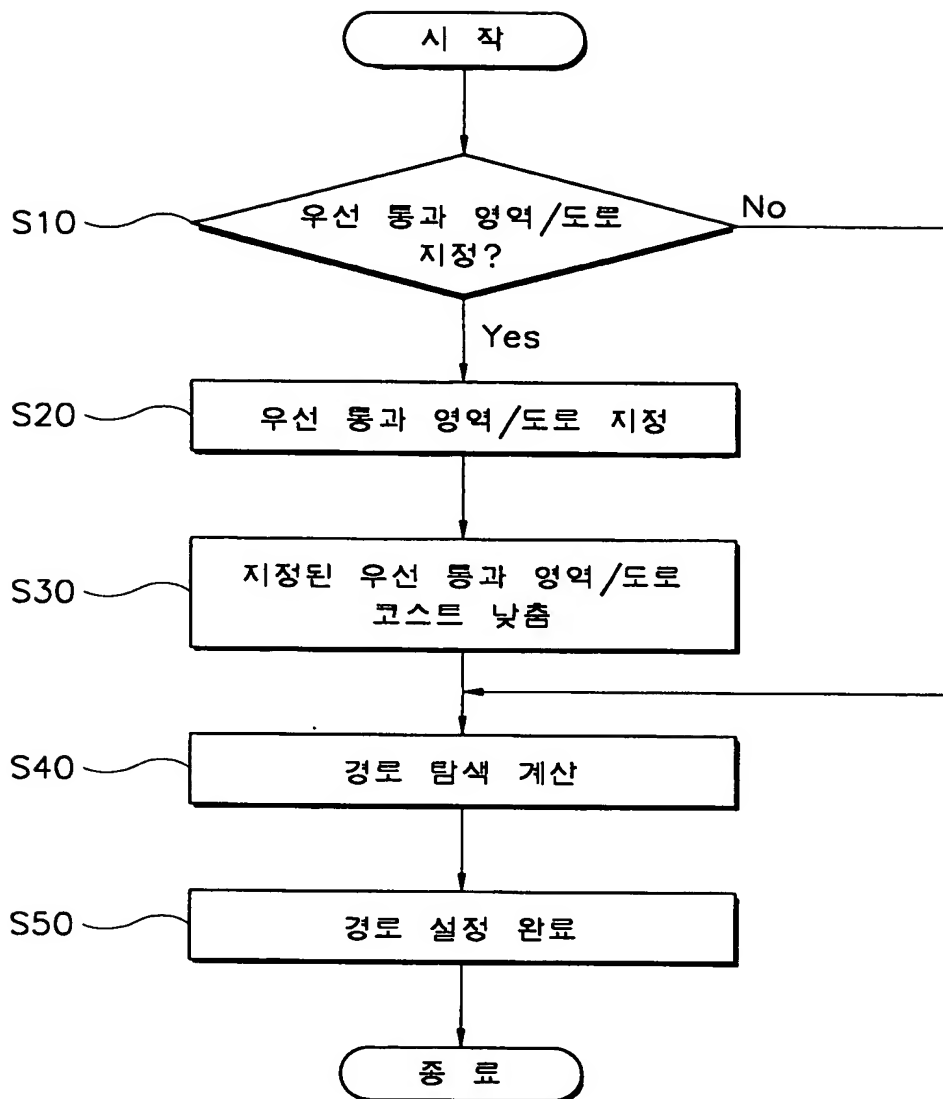 시 작
S10
우선 통과 영역/도로
지정?
No
Yes
S20
우선 통과 영역/도로 지정
S30
지정된 우선 통과 영역/도로
코스트 낮춤
S40
경로 탐색 계산
S50
경로 설정 완료
종 료